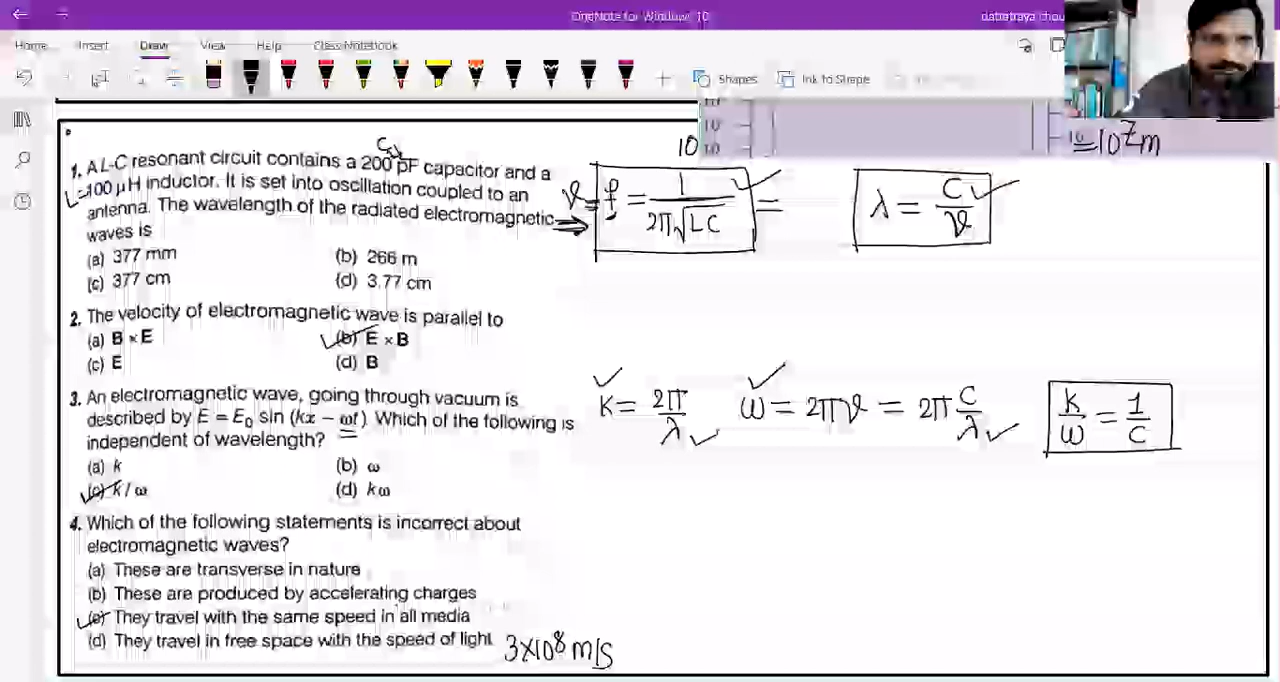 OneNote for Windows 10
Home Insert Draw View Help Class Notebook
Shapes Ink to Shape
10
10
10
10
= 10⁷m
1. A L-C resonant circuit contains a 200 pF capacitor and a
L=100 μH inductor. It is set into oscillation coupled to an
antenna. The wavelength of the radiated electromagnetic
waves is
(a) 377 mm (b) 266 m
(c) 377 cm (d) 3.77 cm
ν = f = 1/2π√LC =
λ = C/ν
2. The velocity of electromagnetic wave is parallel to
(a) B × E (b) E × B
(c) E (d) B
3. An electromagnetic wave, going through vacuum is
described by E = E₀ sin (kx − ωt). Which of the following is
independent of wavelength?
(a) k (b) ω
(c) k / ω (d) kω
K = 2π/λ ω = 2πν = 2π C/λ
K/ω = 1/C
4. Which of the following statements is incorrect about
electromagnetic waves?
(a) These are transverse in nature
(b) These are produced by accelerating charges
(c) They travel with the same speed in all media
(d) They travel in free space with the speed of light 3×10⁸ m/s